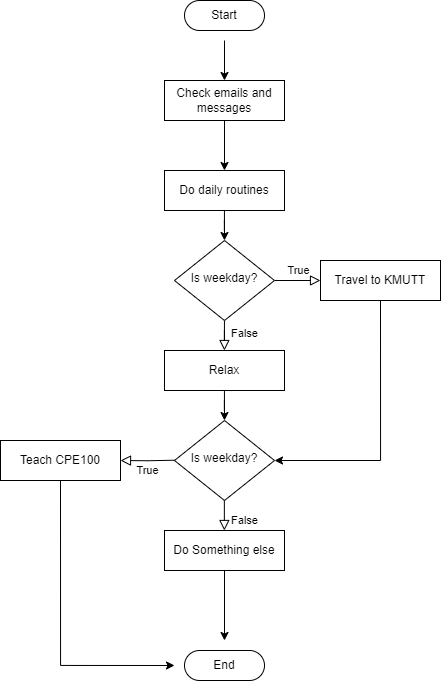 Start
Check emails and
messages
Do daily routines
Is weekday?
True
Travel to KMUTT
False
Relax
Is weekday?
Teach CPE100
True
False
Do Something else
End